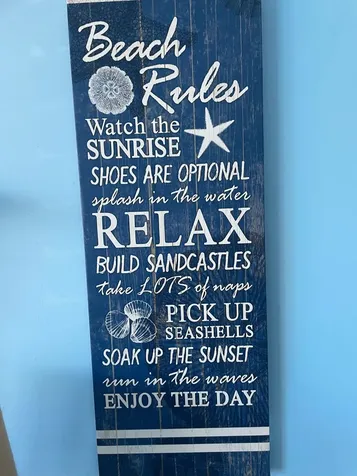 Beach
Rules
Watch the
SUNRISE
SHOES ARE OPTIONAL
splash in the water
RELAX
BUILD SANDCASTLES
take LOTS of naps
PICK UP
SEASHELLS
SOAK UP THE SUNSET
run in the waves
ENJOY THE DAY